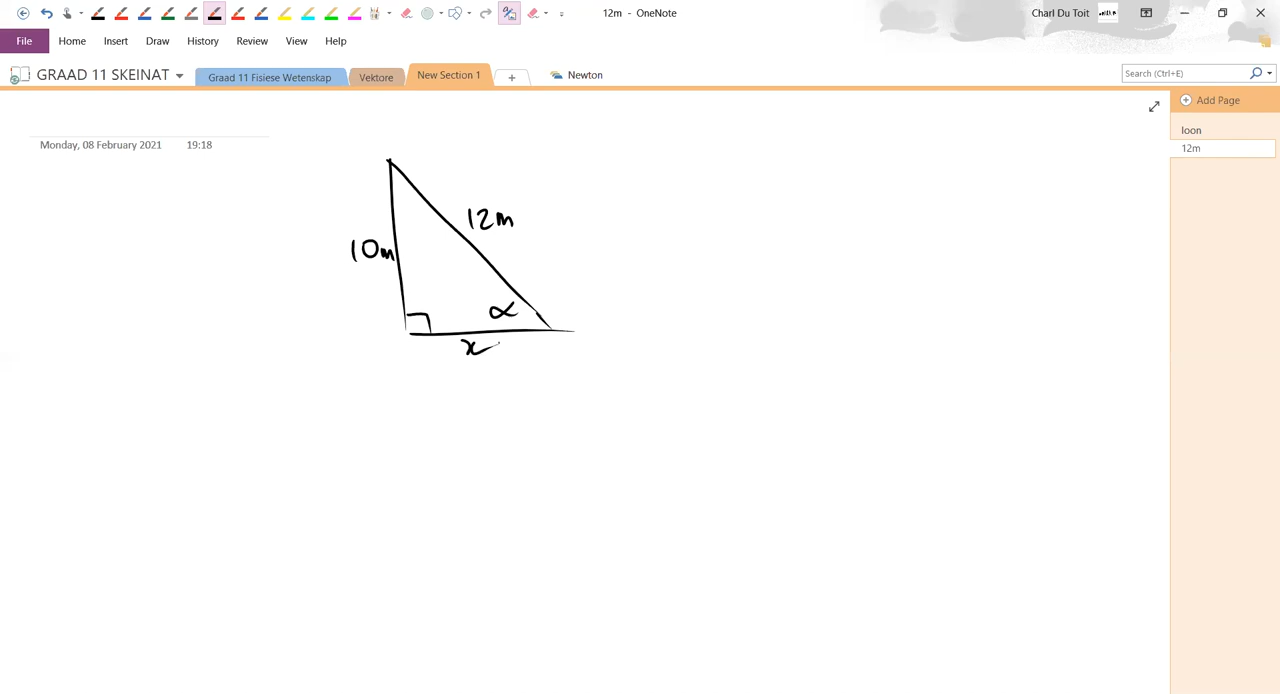 12m - OneNote
Charl Du Toit
File Home Insert Draw History Review View Help
GRAAD 11 SKEINAT
Graad 11 Fisiese Wetenskap
Vektore
New Section 1
+
Newton
Search (Ctrl+E)
Add Page
loon
12m
Monday, 08 February 2021 19:18
12m
10m
α
x